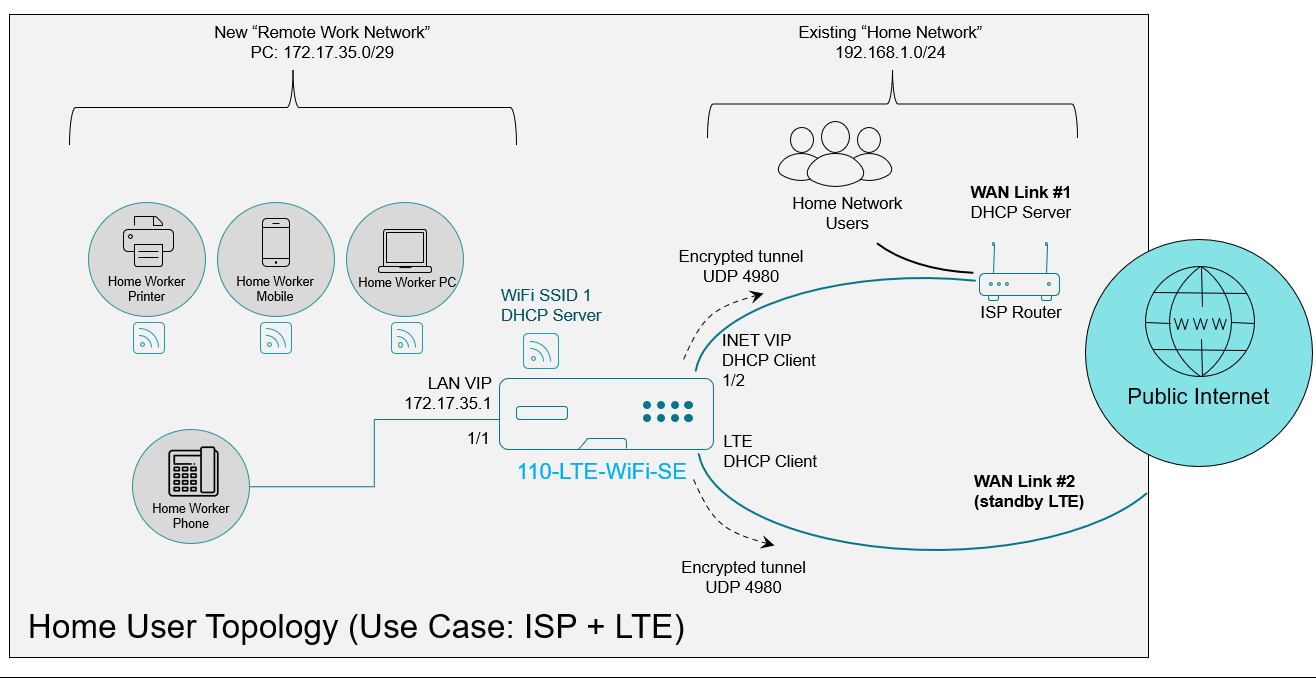 New “Remote Work Network”
PC: 172.17.35.0/29
Existing “Home Network”
192.168.1.0/24
Home Network
Users
WAN Link #1
DHCP Server
ISP Router
Encrypted tunnel
UDP 4980
Home Worker
Printer
Home Worker
Mobile
Home Worker PC
WiFi SSID 1
DHCP Server
INET VIP
DHCP Client
1/2
WWW
Public Internet
LAN VIP
172.17.35.1
1/1
110-LTE-WiFi-SE
LTE
DHCP Client
Home Worker
Phone
WAN Link #2
(standby LTE)
Encrypted tunnel
UDP 4980
Home User Topology (Use Case: ISP + LTE)